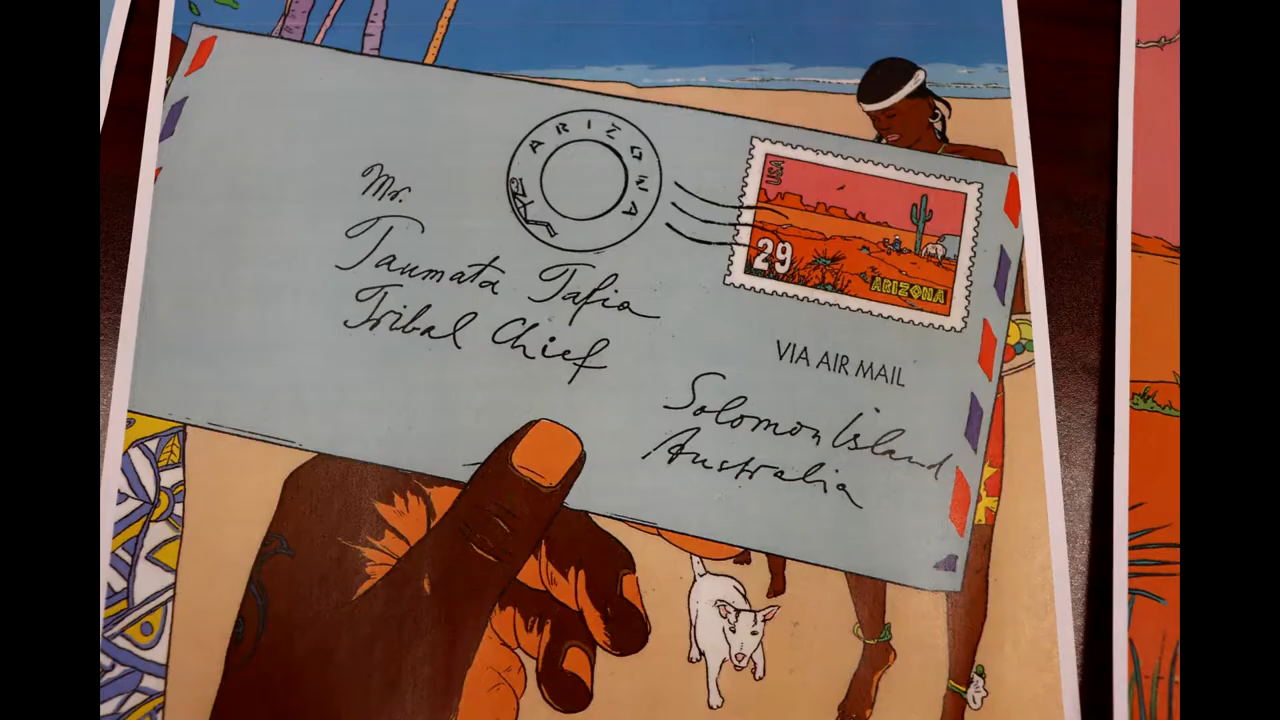 ARIZONA
USA
29
ARIZONA
Mr.
Taumata Tafia
Tribal Chief
VIA AIR MAIL
Solomon Island
Australia